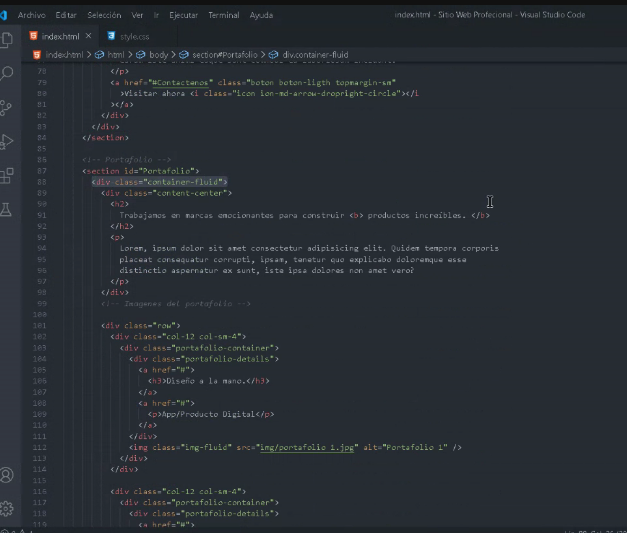 Archivo Editar Selección Ver Ir Ejecutar Terminal Ayuda index.html - Sitio Web Profecional - Visual Studio Code
index.html × style.css
index.html > html > body > section#Portafolio > div.container-fluid
78 </p>
79 <a href="#Contactenos" class="boton boton-ligth topmargin-sm"
80 >Visitar ahora <i class="icon ion-md-arrow-dropright-circle"></i
81 ></a>
82 </div>
83 </div>
84 </section>
85
86 <!-- Portafolio -->
87 <section id="Portafolio">
88 <div class="container-fluid">
89 <div class="content-center">
90 <h2>
91 Trabajamos en marcas emocionantes para construir <b> productos increíbles. </b>
92 </h2>
93 <p>
94 Lorem, ipsum dolor sit amet consectetur adipisicing elit. Quidem tempora corporis
95 placeat consequatur corrupti, ipsam, tenetur quo explicabo doloremque esse
96 distinctio aspernatur ex sunt, iste ipsa dolores non amet vero?
97 </p>
98 </div>
99 <!-- Imagenes del portafolio -->
100
101 <div class="row">
102 <div class="col-12 col-sm-4">
103 <div class="portafolio-container">
104 <div class="portafolio-details">
105 <a href="#">
106 <h3>Diseño a la mano.</h3>
107 </a>
108 <a href="#">
109 <p>App/Producto Digital</p>
110 </a>
111 </div>
112 <img class="img-fluid" src="img/portafolio 1.jpg" alt="Portafolio 1" />
113 </div>
114 </div>
115
116 <div class="col-12 col-sm-4">
117 <div class="portafolio-container">
118 <div class="portafolio-details">
119 <a href="#">